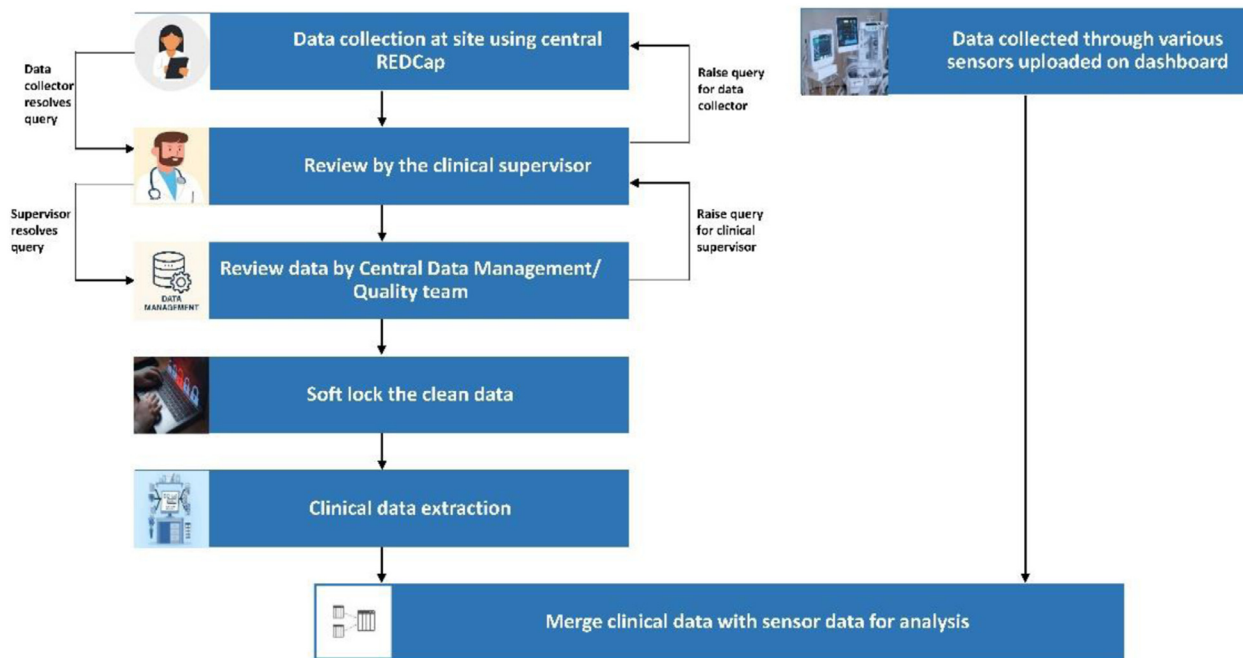 Data collection at site using central
REDCap
Data collected through various
sensors uploaded on dashboard
Data
collector
resolves
query
Raise query
for data
collector
Review by the clinical supervisor
Supervisor
resolves
query
Raise query
for clinical
supervisor
Review data by Central Data Management/
Quality team
DATA
MANAGEMENT
Soft lock the clean data
Clinical data extraction
Merge clinical data with sensor data for analysis